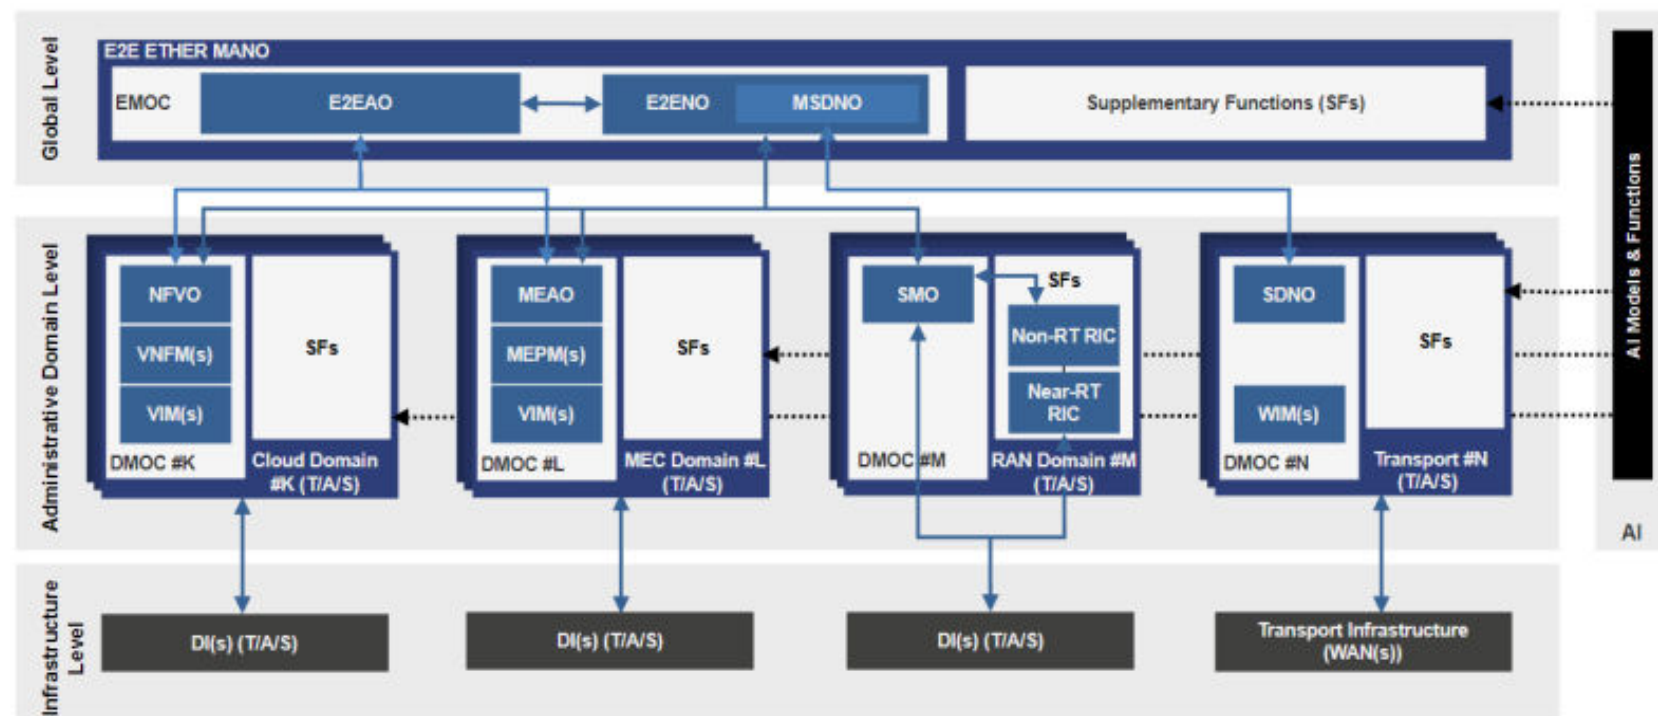 Global Level
E2E ETHER MANO
EMOC
E2EAO
E2ENO
MSDNO
Supplementary Functions (SFs)
Administrative Domain Level
NFVO
VNFM(s)
VIM(s)
DMOC #K
SFs
Cloud Domain
#K (T/A/S)
MEAO
MEPM(s)
VIM(s)
DMOC #L
SFs
MEC Domain #L
(T/A/S)
SMO
DMOC #M
SFs
Non-RT RIC
Near-RT
RIC
RAN Domain #M
(T/A/S)
SDNO
WIM(s)
DMOC #N
SFs
Transport #N
(T/A/S)
AI Models & Functions
AI
Infrastructure
Level
DI(s) (T/A/S)
DI(s) (T/A/S)
DI(s) (T/A/S)
Transport Infrastructure
(WAN(s))